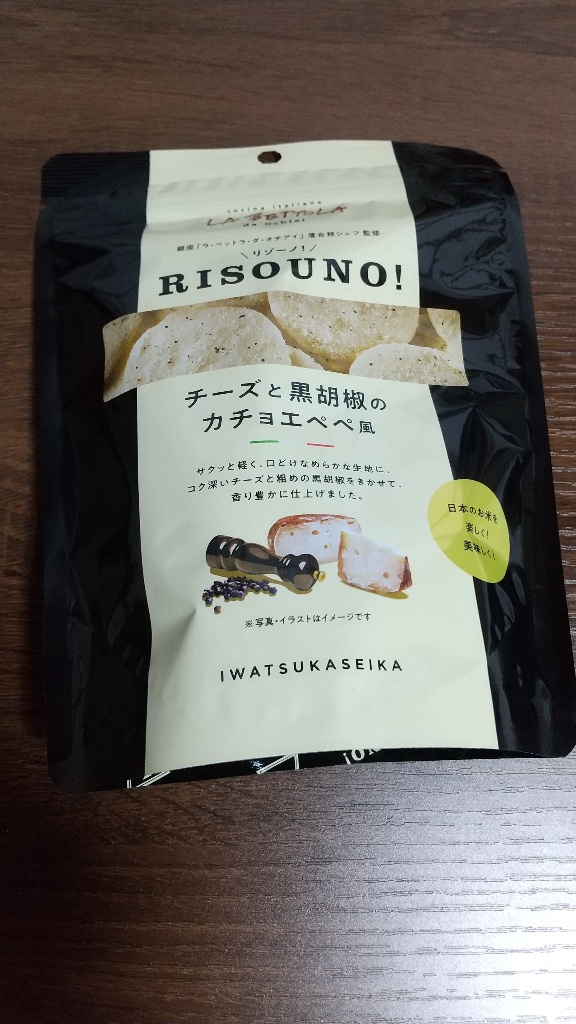 cucina italiana
LA BETTOLA
da Ochiai
銀座「ラ・ベットラ・ダ・オチアイ」落合務シェフ監修
\リゾーノ!/
RISOUNO!
チーズと黒胡椒の
カチョエペペ風
サクッと軽く、口どけなめらかな生地に、
コク深いチーズと粗めの黒胡椒をきかせて、
香り豊かに仕上げました。
日本のお米を
楽しく!
美味しく!
※写真・イラストはイメージです
IWATSUKASEIKA